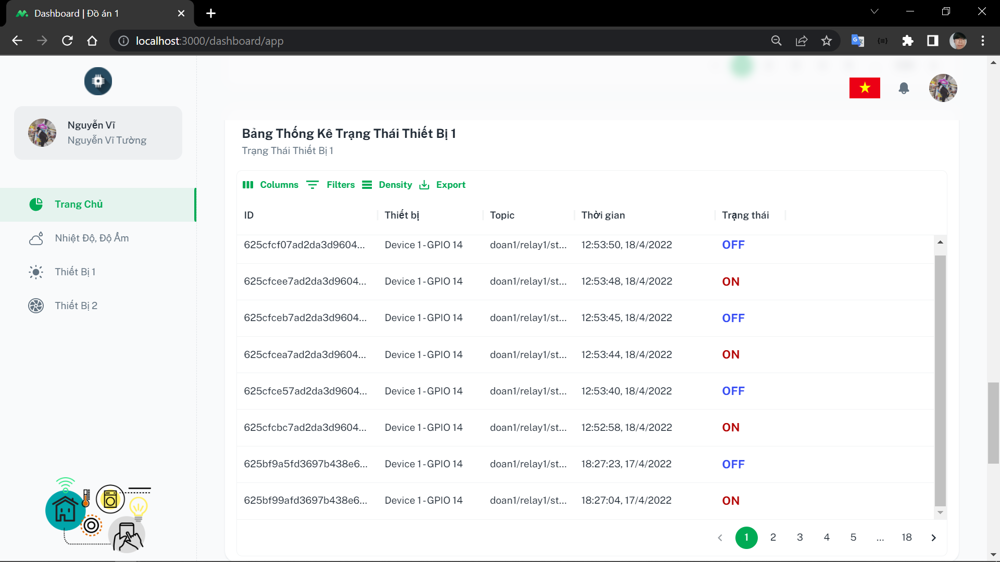 Dashboard | Đồ án 1
localhost:3000/dashboard/app
Nguyễn Vĩ
Nguyễn Vĩ Tường
Trang Chủ
Nhiệt Độ, Độ Ẩm
Thiết Bị 1
Thiết Bị 2
Bảng Thống Kê Trạng Thái Thiết Bị 1
Trạng Thái Thiết Bị 1
Columns Filters Density Export
ID Thiết bị Topic Thời gian Trạng thái
625cfcf07ad2da3d9604... Device 1 - GPIO 14 doan1/relay1/st... 12:53:50, 18/4/2022 OFF
625cfcee7ad2da3d9604... Device 1 - GPIO 14 doan1/relay1/st... 12:53:48, 18/4/2022 ON
625cfceb7ad2da3d9604... Device 1 - GPIO 14 doan1/relay1/st... 12:53:45, 18/4/2022 OFF
625cfcea7ad2da3d9604... Device 1 - GPIO 14 doan1/relay1/st... 12:53:44, 18/4/2022 ON
625cfce57ad2da3d9604... Device 1 - GPIO 14 doan1/relay1/st... 12:53:40, 18/4/2022 OFF
625cfcbc7ad2da3d9604... Device 1 - GPIO 14 doan1/relay1/st... 12:52:58, 18/4/2022 ON
625bf9a5fd3697b438e6... Device 1 - GPIO 14 doan1/relay1/st... 18:27:23, 17/4/2022 OFF
625bf99afd3697b438e6... Device 1 - GPIO 14 doan1/relay1/st... 18:27:04, 17/4/2022 ON
1 2 3 4 5 ... 18